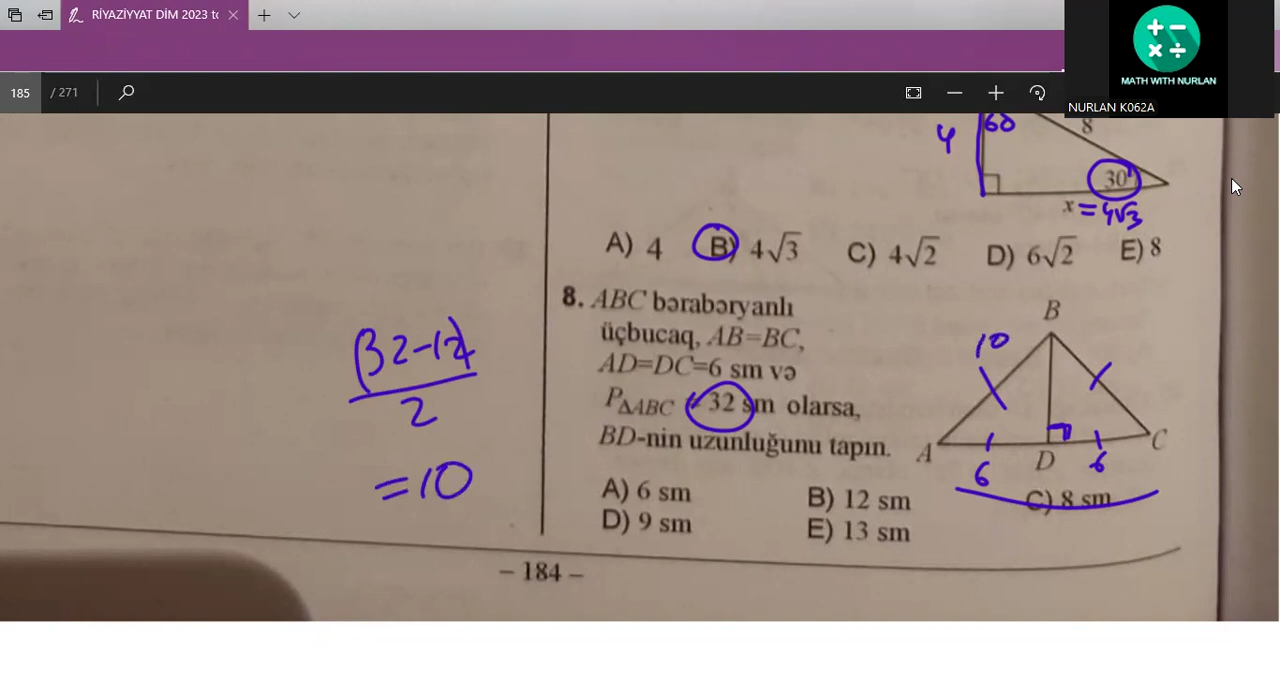 RİYAZİYYAT DİM 2023 to
185 / 271
MATH WITH NURLAN
NURLAN K062A
4
60
8
30°
x = 4√3
A) 4 B) 4√3 C) 4√2 D) 6√2 E) 8
8. ABC bərabəryanlı
üçbucaq, AB=BC,
AD=DC=6 sm və
P△ABC = 32 sm olarsa,
BD-nin uzunluğunu tapın.
A) 6 sm B) 12 sm C) 8 sm
D) 9 sm E) 13 sm
B
10
A D C
6 6
32-12
2
=10
– 184 –